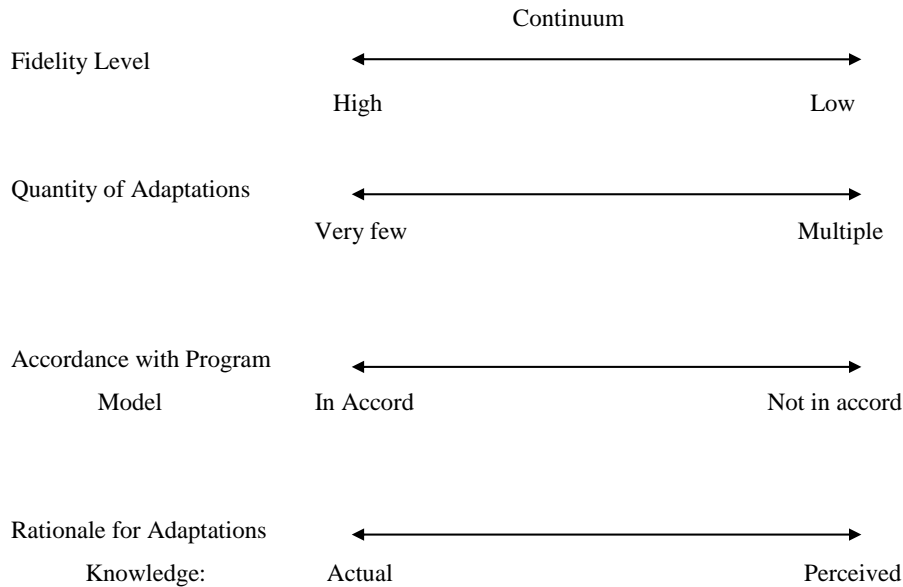 Continuum
Fidelity Level
High Low
Quantity of Adaptations
Very few Multiple
Accordance with Program
Model In Accord Not in accord
Rationale for Adaptations
Knowledge: Actual Perceived